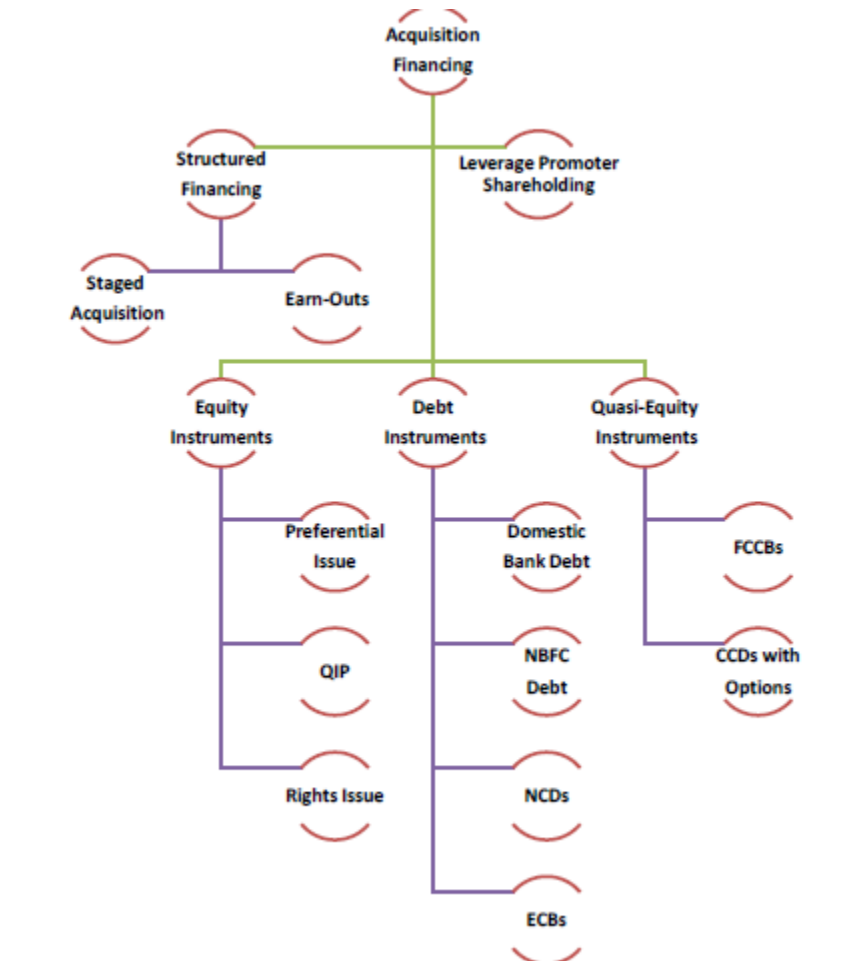 Acquisition
Financing
Structured
Financing
Leverage Promoter
Shareholding
Staged
Acquisition
Earn-Outs
Equity
Instruments
Debt
Instruments
Quasi-Equity
Instruments
Preferential
Issue
Domestic
Bank Debt
FCCBs
QIP
NBFC
Debt
CCDs with
Options
Rights Issue
NCDs
ECBs